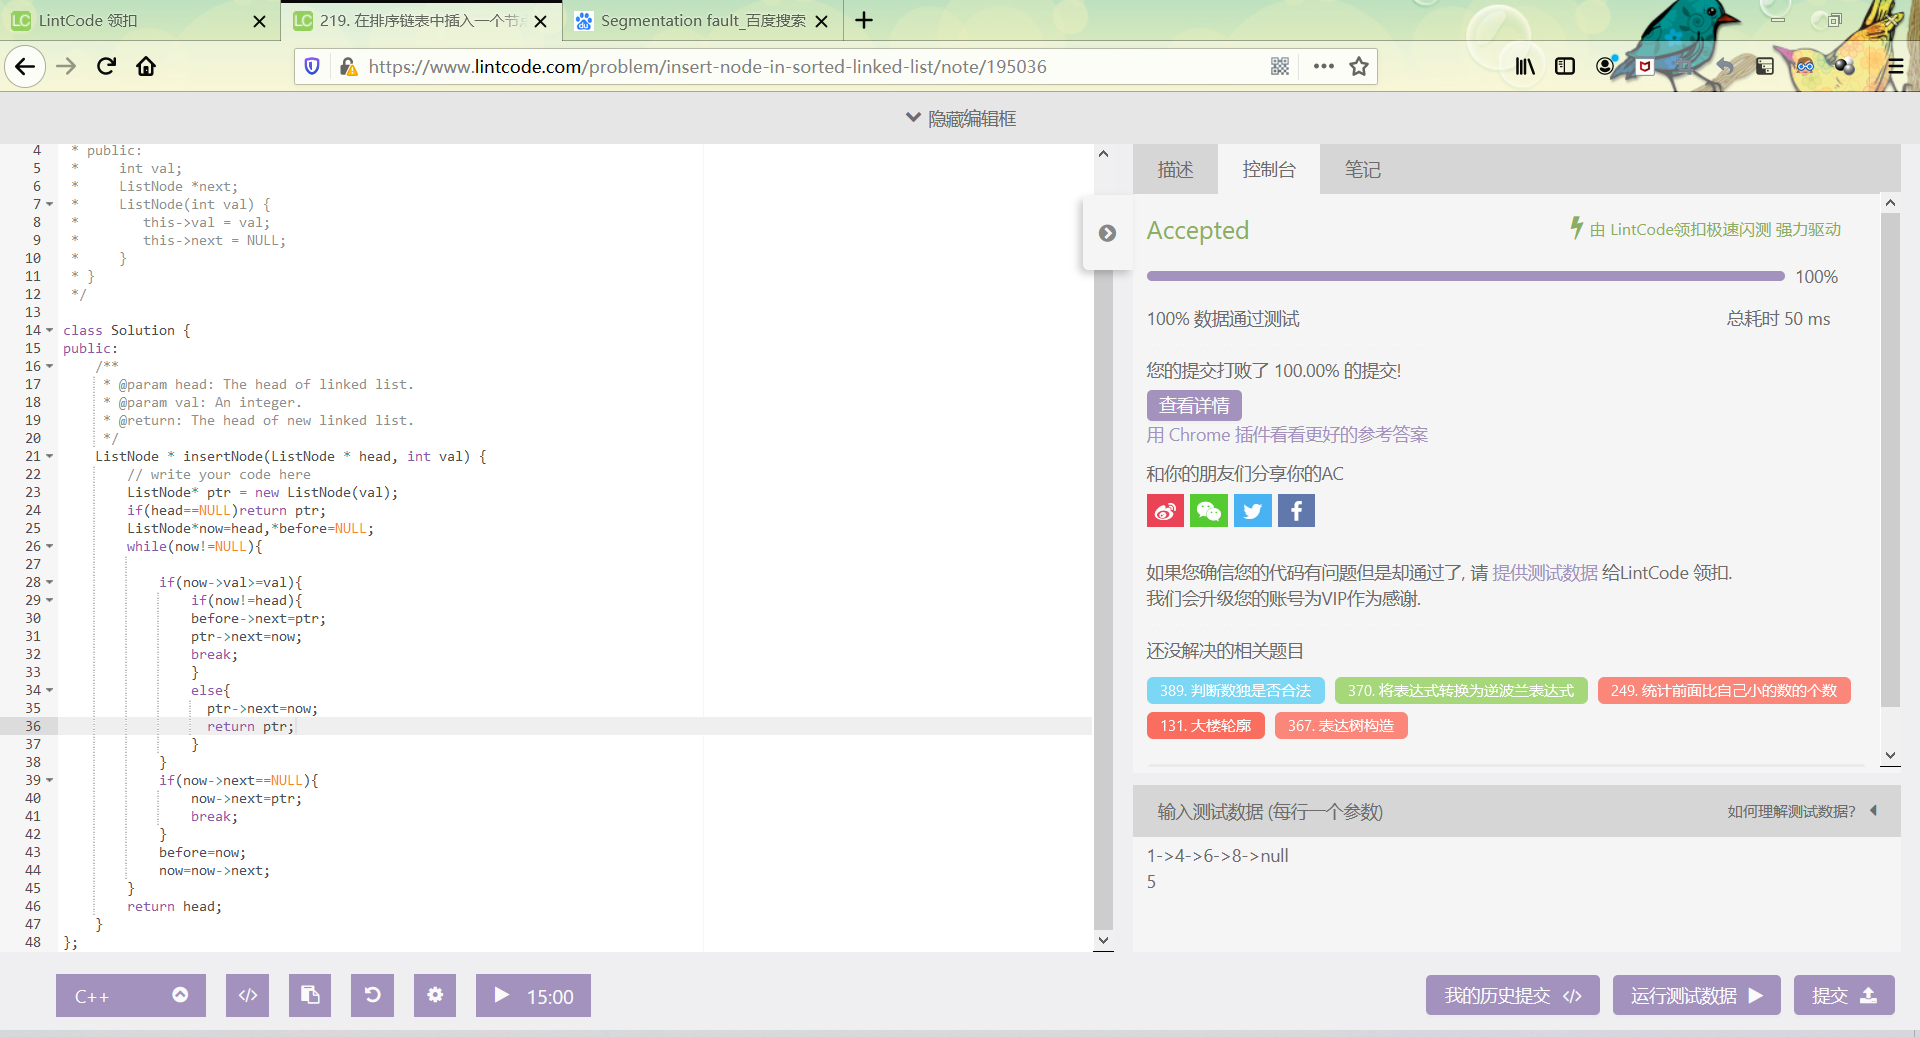 LintCode 领扣
219. 在排序链表中插入一个节点
Segmentation fault_百度搜索
https://www.lintcode.com/problem/insert-node-in-sorted-linked-list/note/195036
隐藏编辑框
4 * public:
5 *     int val;
6 *     ListNode *next;
7 *     ListNode(int val) {
8 *        this->val = val;
9 *        this->next = NULL;
10 *     }
11 * }
12 */
13
14 class Solution {
15 public:
16     /**
17      * @param head: The head of linked list.
18      * @param val: An integer.
19      * @return: The head of new linked list.
20      */
21     ListNode * insertNode(ListNode * head, int val) {
22         // write your code here
23         ListNode* ptr = new ListNode(val);
24         if(head==NULL)return ptr;
25         ListNode*now=head,*before=NULL;
26         while(now!=NULL){
27
28             if(now->val>=val){
29                 if(now!=head){
30                 before->next=ptr;
31                 ptr->next=now;
32                 break;
33                 }
34                 else{
35                   ptr->next=now;
36                   return ptr;
37                 }
38             }
39             if(now->next==NULL){
40                 now->next=ptr;
41                 break;
42             }
43             before=now;
44             now=now->next;
45         }
46         return head;
47     }
48 };
描述 控制台 笔记
Accepted
由 LintCode领扣极速闪测 强力驱动
100%
100% 数据通过测试
总耗时 50 ms
您的提交打败了 100.00% 的提交!
查看详情
用 Chrome 插件看看更好的参考答案
和你的朋友们分享你的AC
如果您确信您的代码有问题但是却通过了, 请 提供测试数据 给LintCode 领扣.
我们会升级您的账号为VIP作为感谢.
还没解决的相关题目
389. 判断数独是否合法 370. 将表达式转换为逆波兰表达式 249. 统计前面比自己小的数的个数
131. 大楼轮廓 367. 表达树构造
输入测试数据 (每行一个参数)
如何理解测试数据?
1->4->6->8->null
5
C++
</>
15:00
我的历史提交 </>
运行测试数据
提交